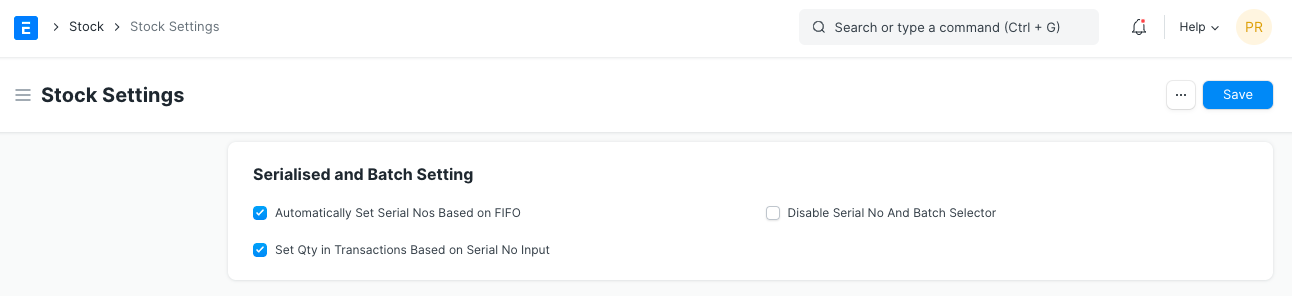 E > Stock > Stock Settings Search or type a command (Ctrl + G) Help PR
Stock Settings ... Save
Serialised and Batch Setting
Automatically Set Serial Nos Based on FIFO Disable Serial No And Batch Selector
Set Qty in Transactions Based on Serial No Input